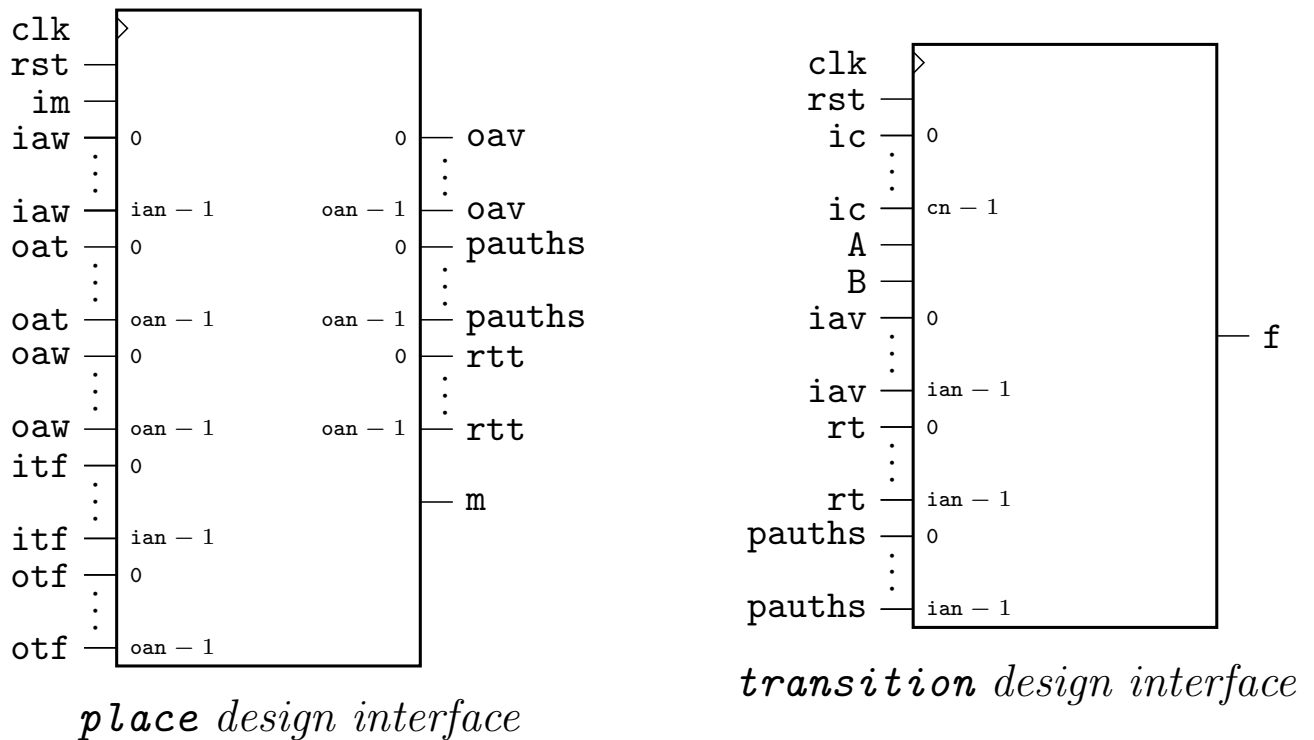 clk
rst
im
iaw 0 0 oav
iaw ian − 1 oan − 1 oav
oat 0 0 pauths
oat oan − 1 oan − 1 pauths
oaw 0 0 rtt
oaw oan − 1 oan − 1 rtt
itf 0
m
itf ian − 1
otf 0
otf oan − 1
place design interface
clk
rst
ic 0
ic cn − 1
A
B
iav 0
f
iav ian − 1
rt 0
rt ian − 1
pauths 0
pauths ian − 1
transition design interface